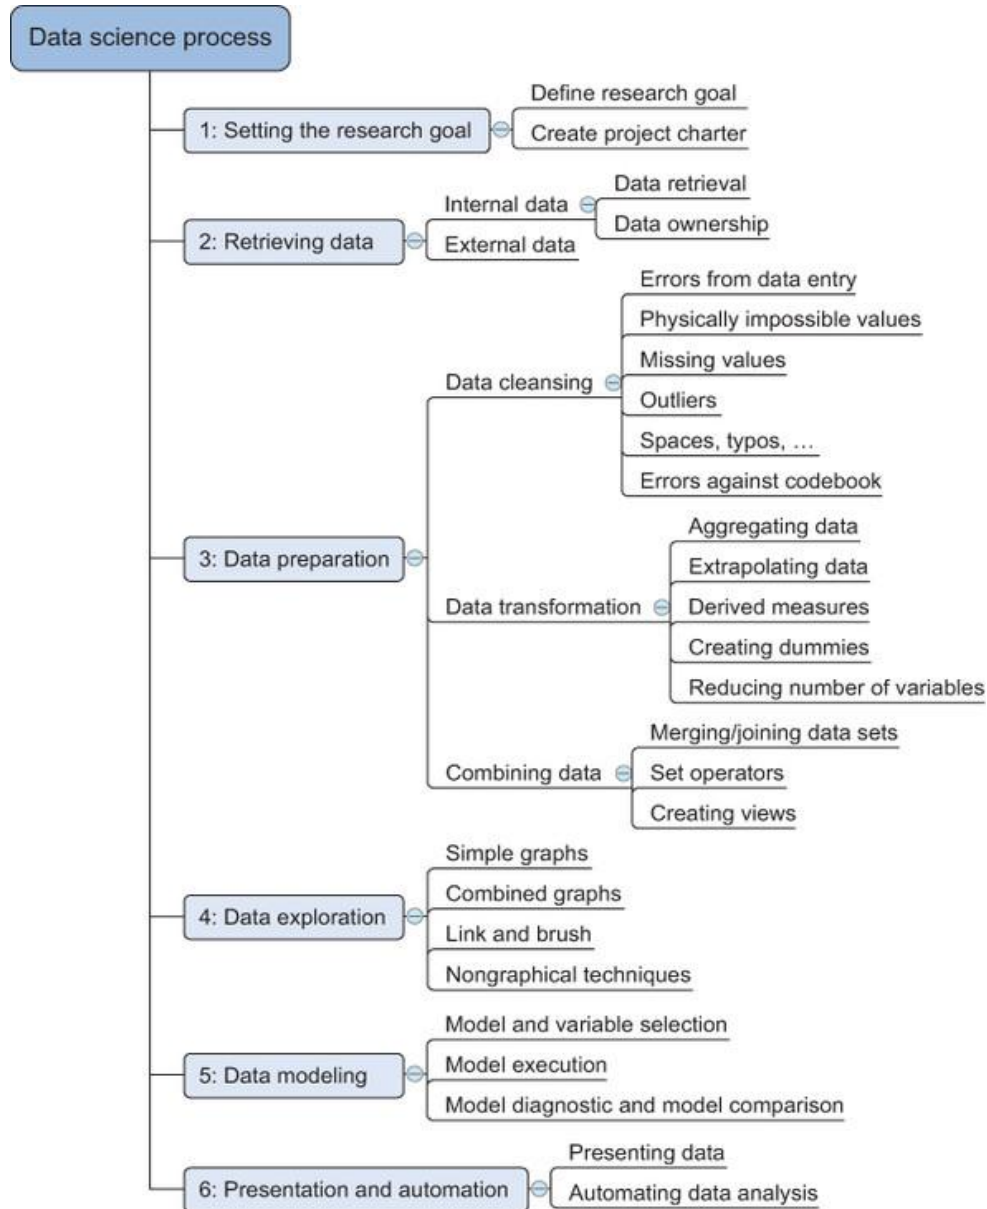 Data science process
1: Setting the research goal
Define research goal
Create project charter
2: Retrieving data
Internal data
Data retrieval
Data ownership
External data
3: Data preparation
Data cleansing
Errors from data entry
Physically impossible values
Missing values
Outliers
Spaces, typos, …
Errors against codebook
Data transformation
Aggregating data
Extrapolating data
Derived measures
Creating dummies
Reducing number of variables
Combining data
Merging/joining data sets
Set operators
Creating views
4: Data exploration
Simple graphs
Combined graphs
Link and brush
Nongraphical techniques
5: Data modeling
Model and variable selection
Model execution
Model diagnostic and model comparison
6: Presentation and automation
Presenting data
Automating data analysis